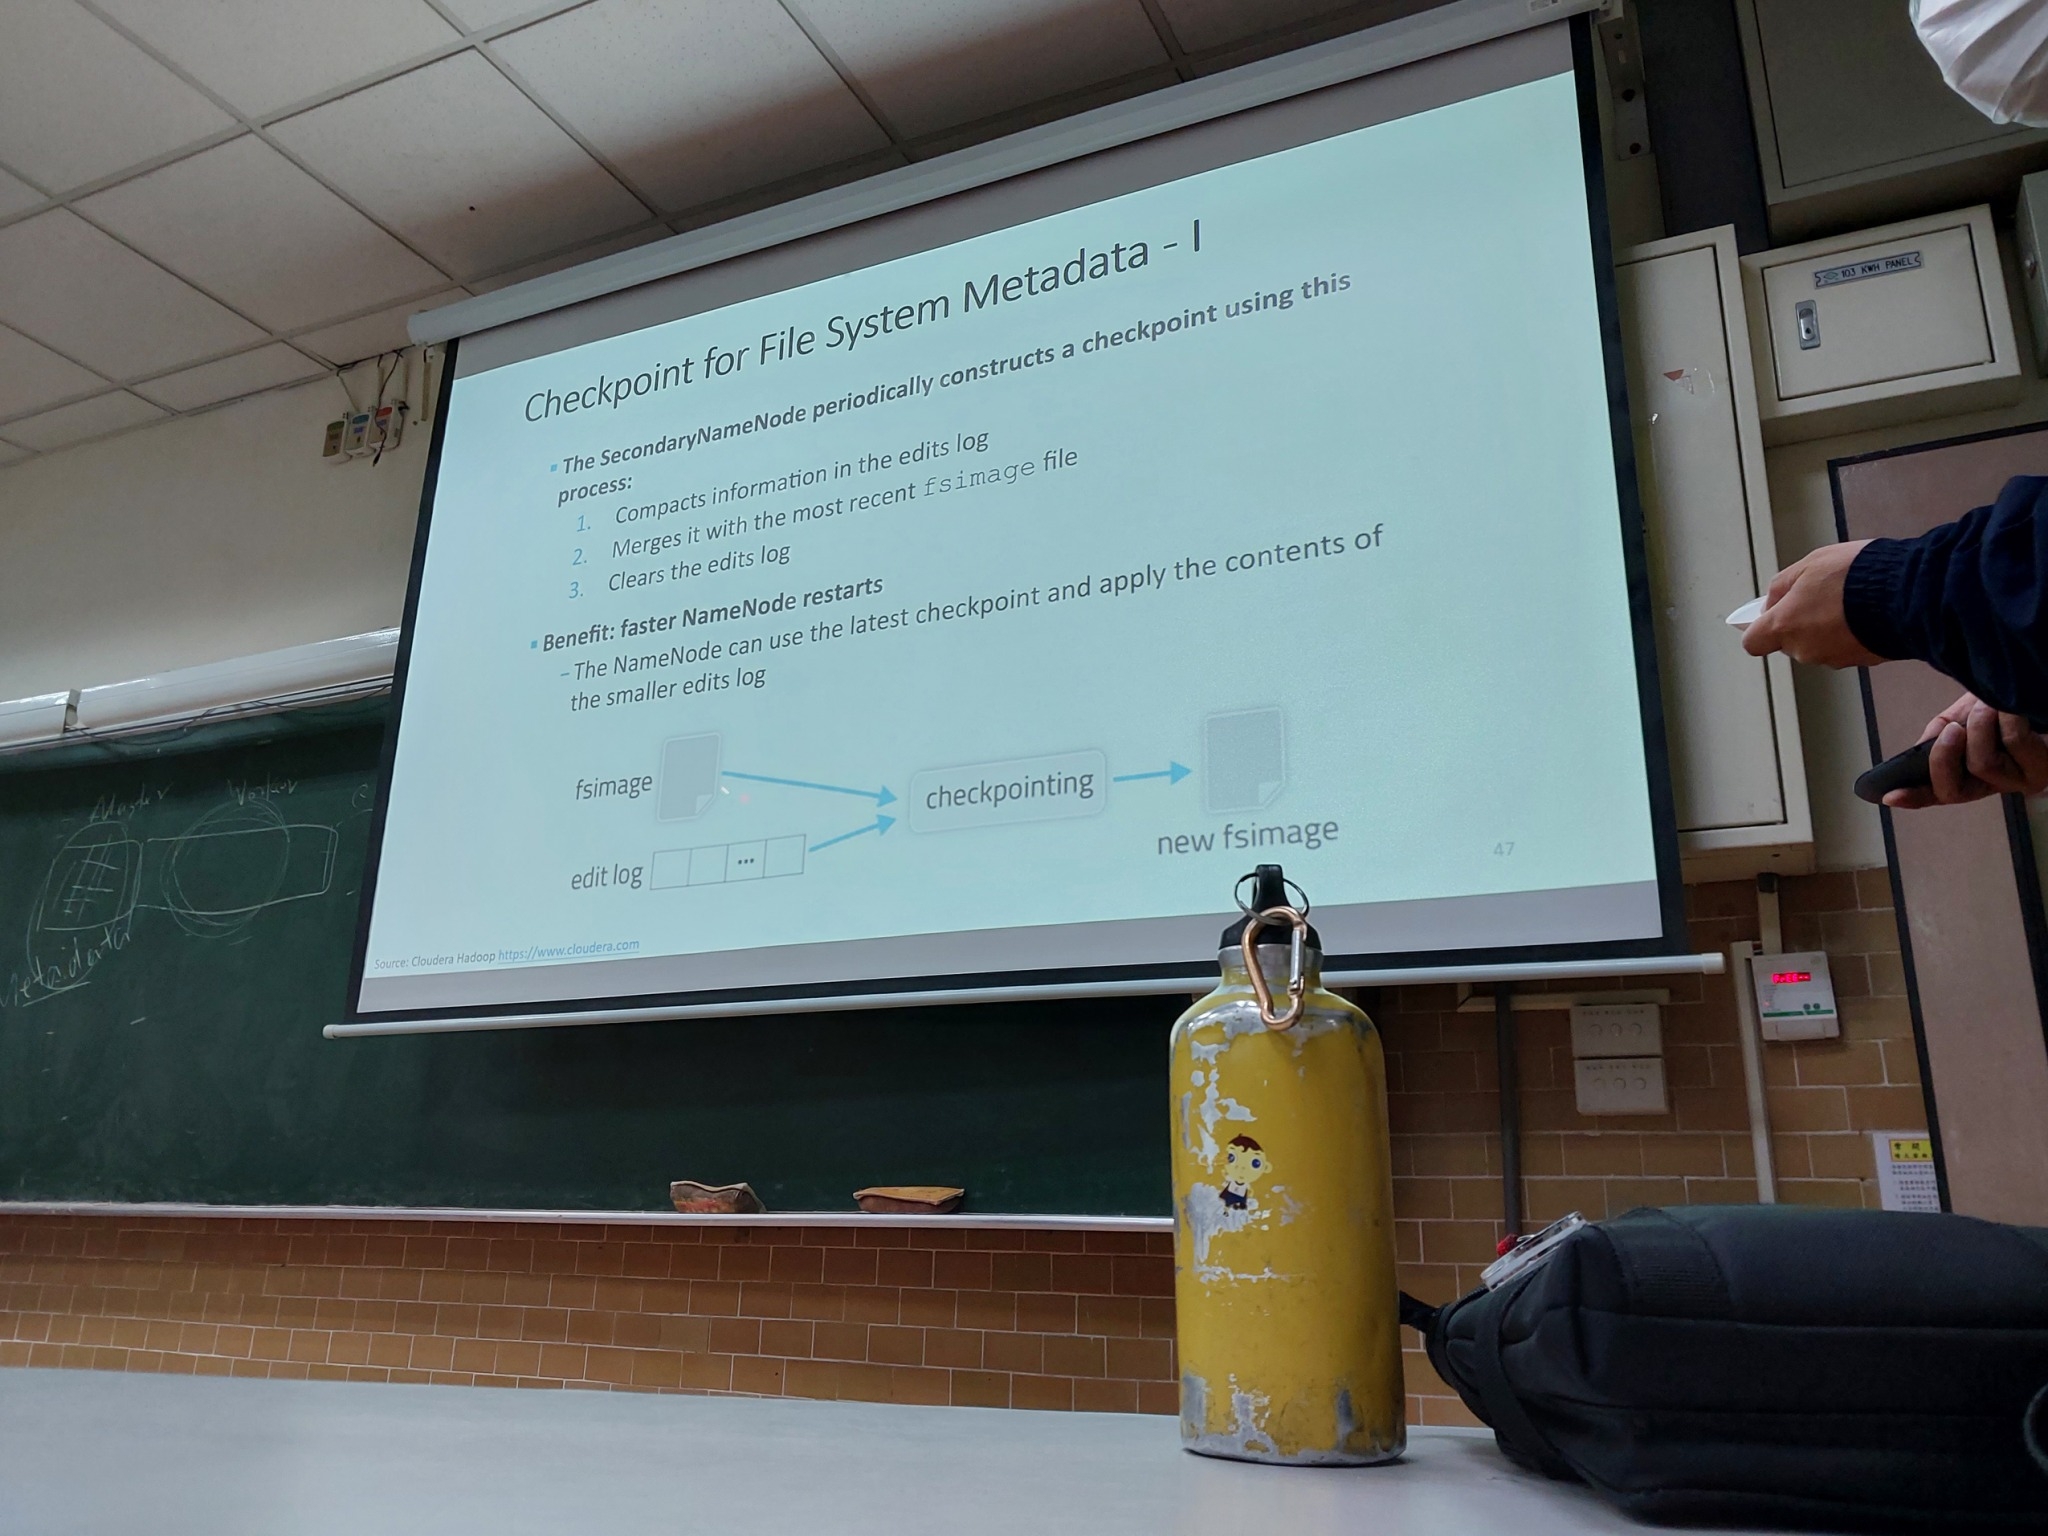 Checkpoint for File System Metadata - I
▪ The SecondaryNameNode periodically constructs a checkpoint using this
process:
1. Compacts information in the edits log
2. Merges it with the most recent fsimage file
3. Clears the edits log
▪ Benefit: faster NameNode restarts
– The NameNode can use the latest checkpoint and apply the contents of
the smaller edits log
fsimage
checkpointing
new fsimage
edit log
...
47
Source: Cloudera Hadoop https://www.cloudera.com
103 KWH PANEL
Master
Worker
Metadata